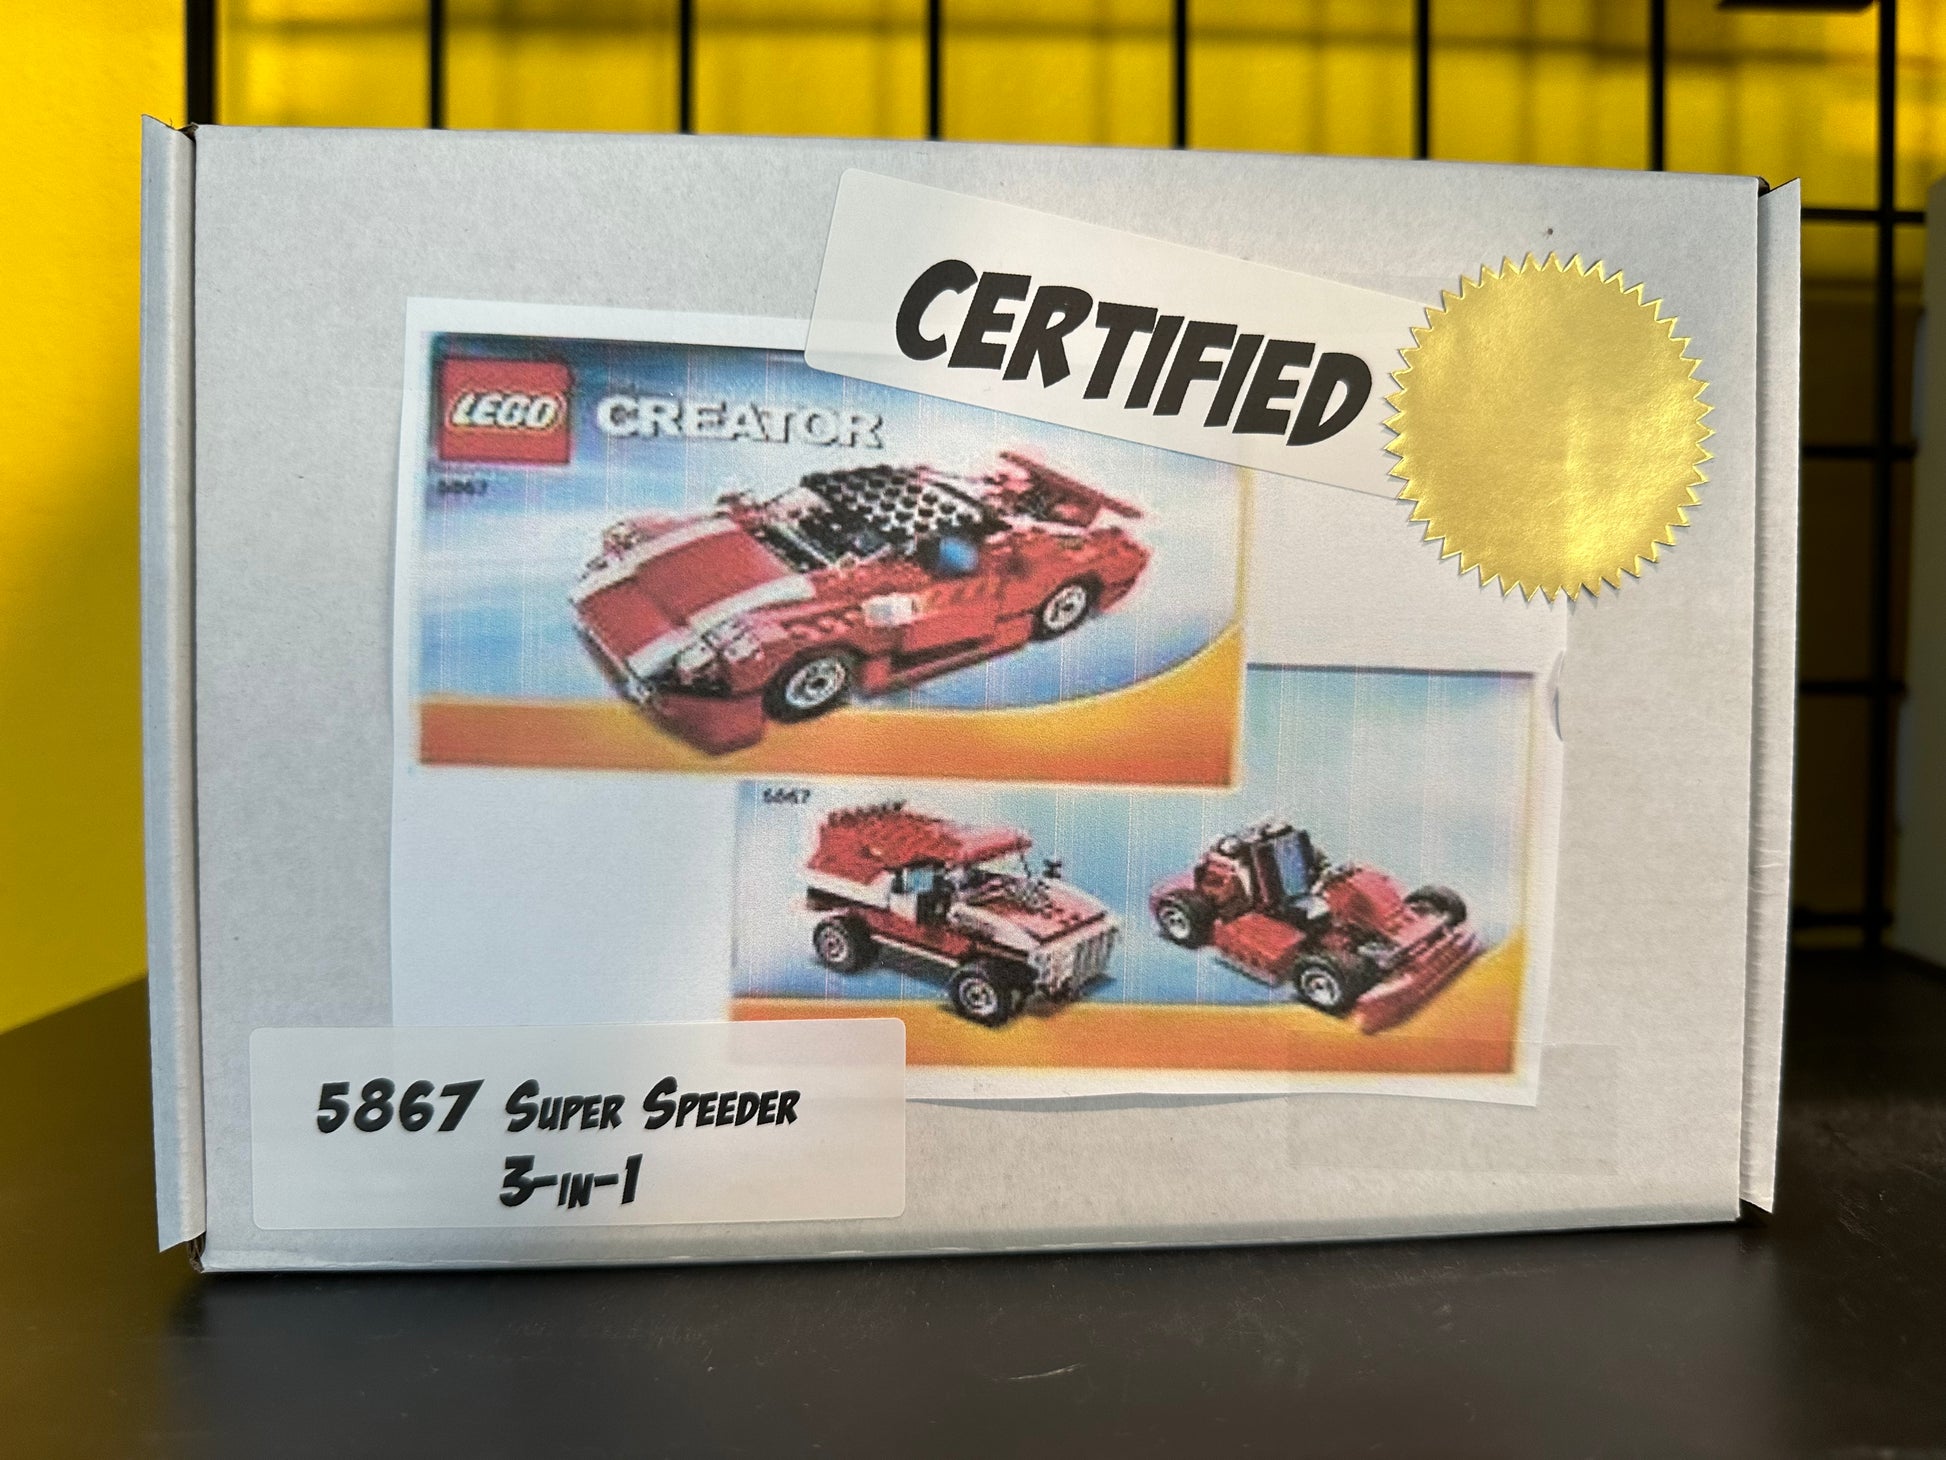 CERTIFIED
LEGO CREATOR
5867
5867
5867 SUPER SPEEDER
3-IN-1